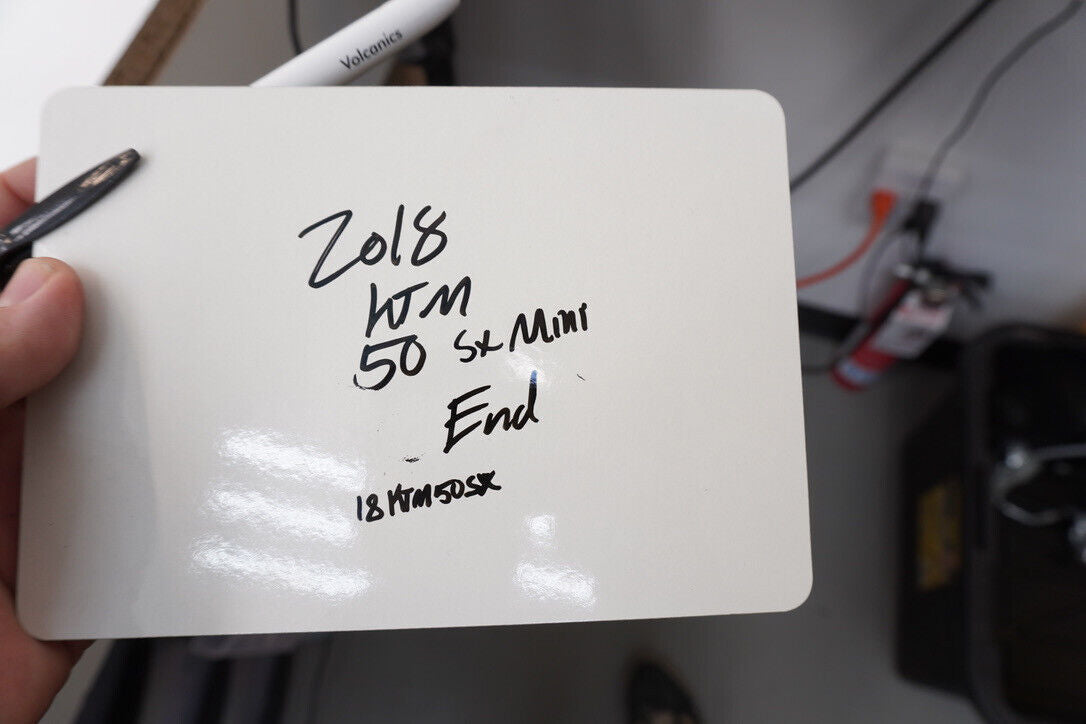 Volcanics
2018
KTM
50 SX Mini
End
18KTM50SX